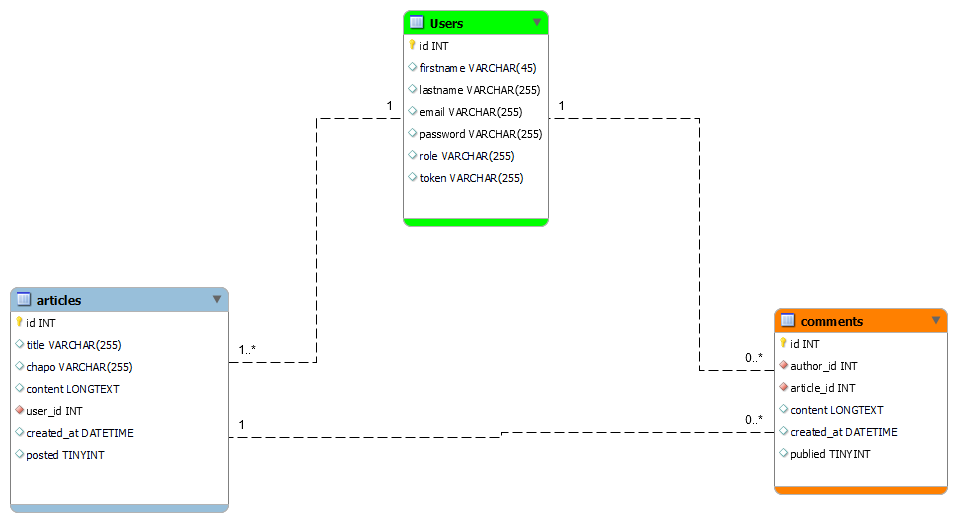 Users
id INT
firstname VARCHAR(45)
lastname VARCHAR(255)
email VARCHAR(255)
password VARCHAR(255)
role VARCHAR(255)
token VARCHAR(255)
1
1
articles
id INT
title VARCHAR(255)
chapo VARCHAR(255)
content LONGTEXT
user_id INT
created_at DATETIME
posted TINYINT
1..*
1
comments
id INT
author_id INT
article_id INT
content LONGTEXT
created_at DATETIME
publied TINYINT
0..*
0..*